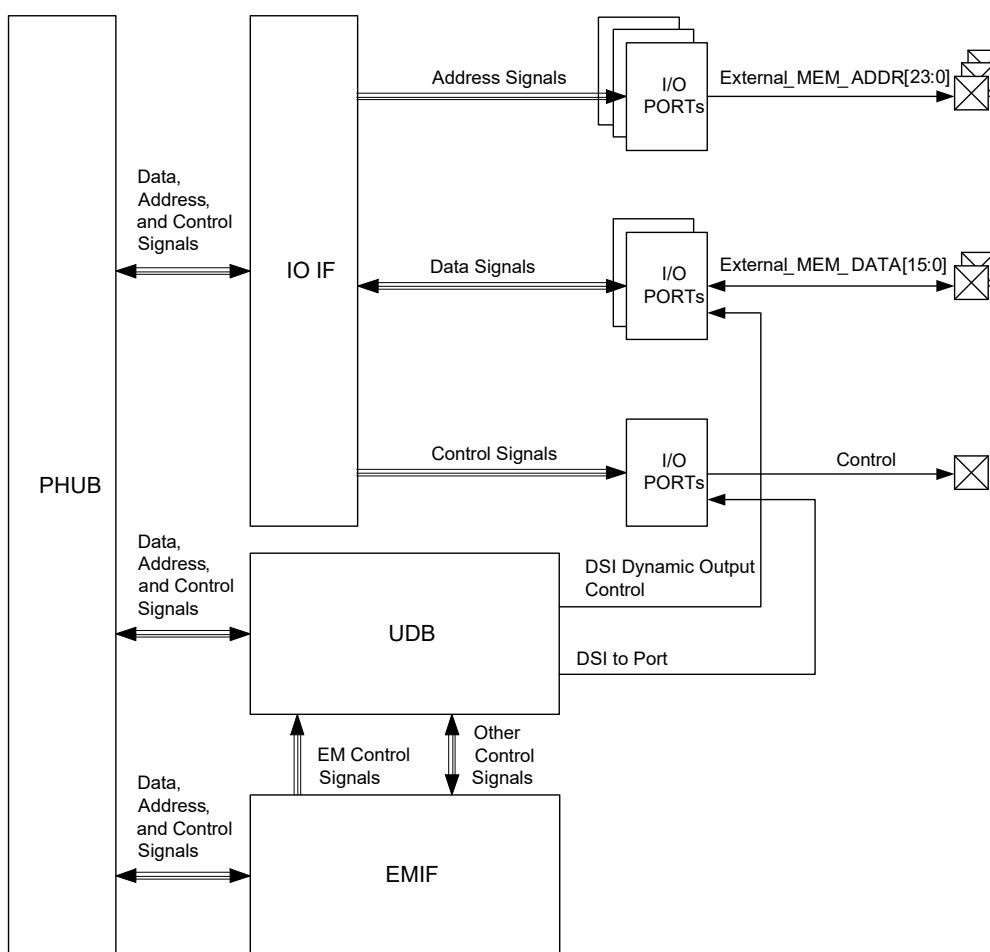 Address Signals
I/O
PORTs
External_MEM_ADDR[23:0]
Data,
Address,
and Control
Signals
IO IF
Data Signals
I/O
PORTs
External_MEM_DATA[15:0]
Control Signals
I/O
PORTs
Control
PHUB
Data,
Address,
and Control
Signals
UDB
DSI Dynamic Output
Control
DSI to Port
EM Control
Signals
Other
Control
Signals
Data,
Address,
and Control
Signals
EMIF